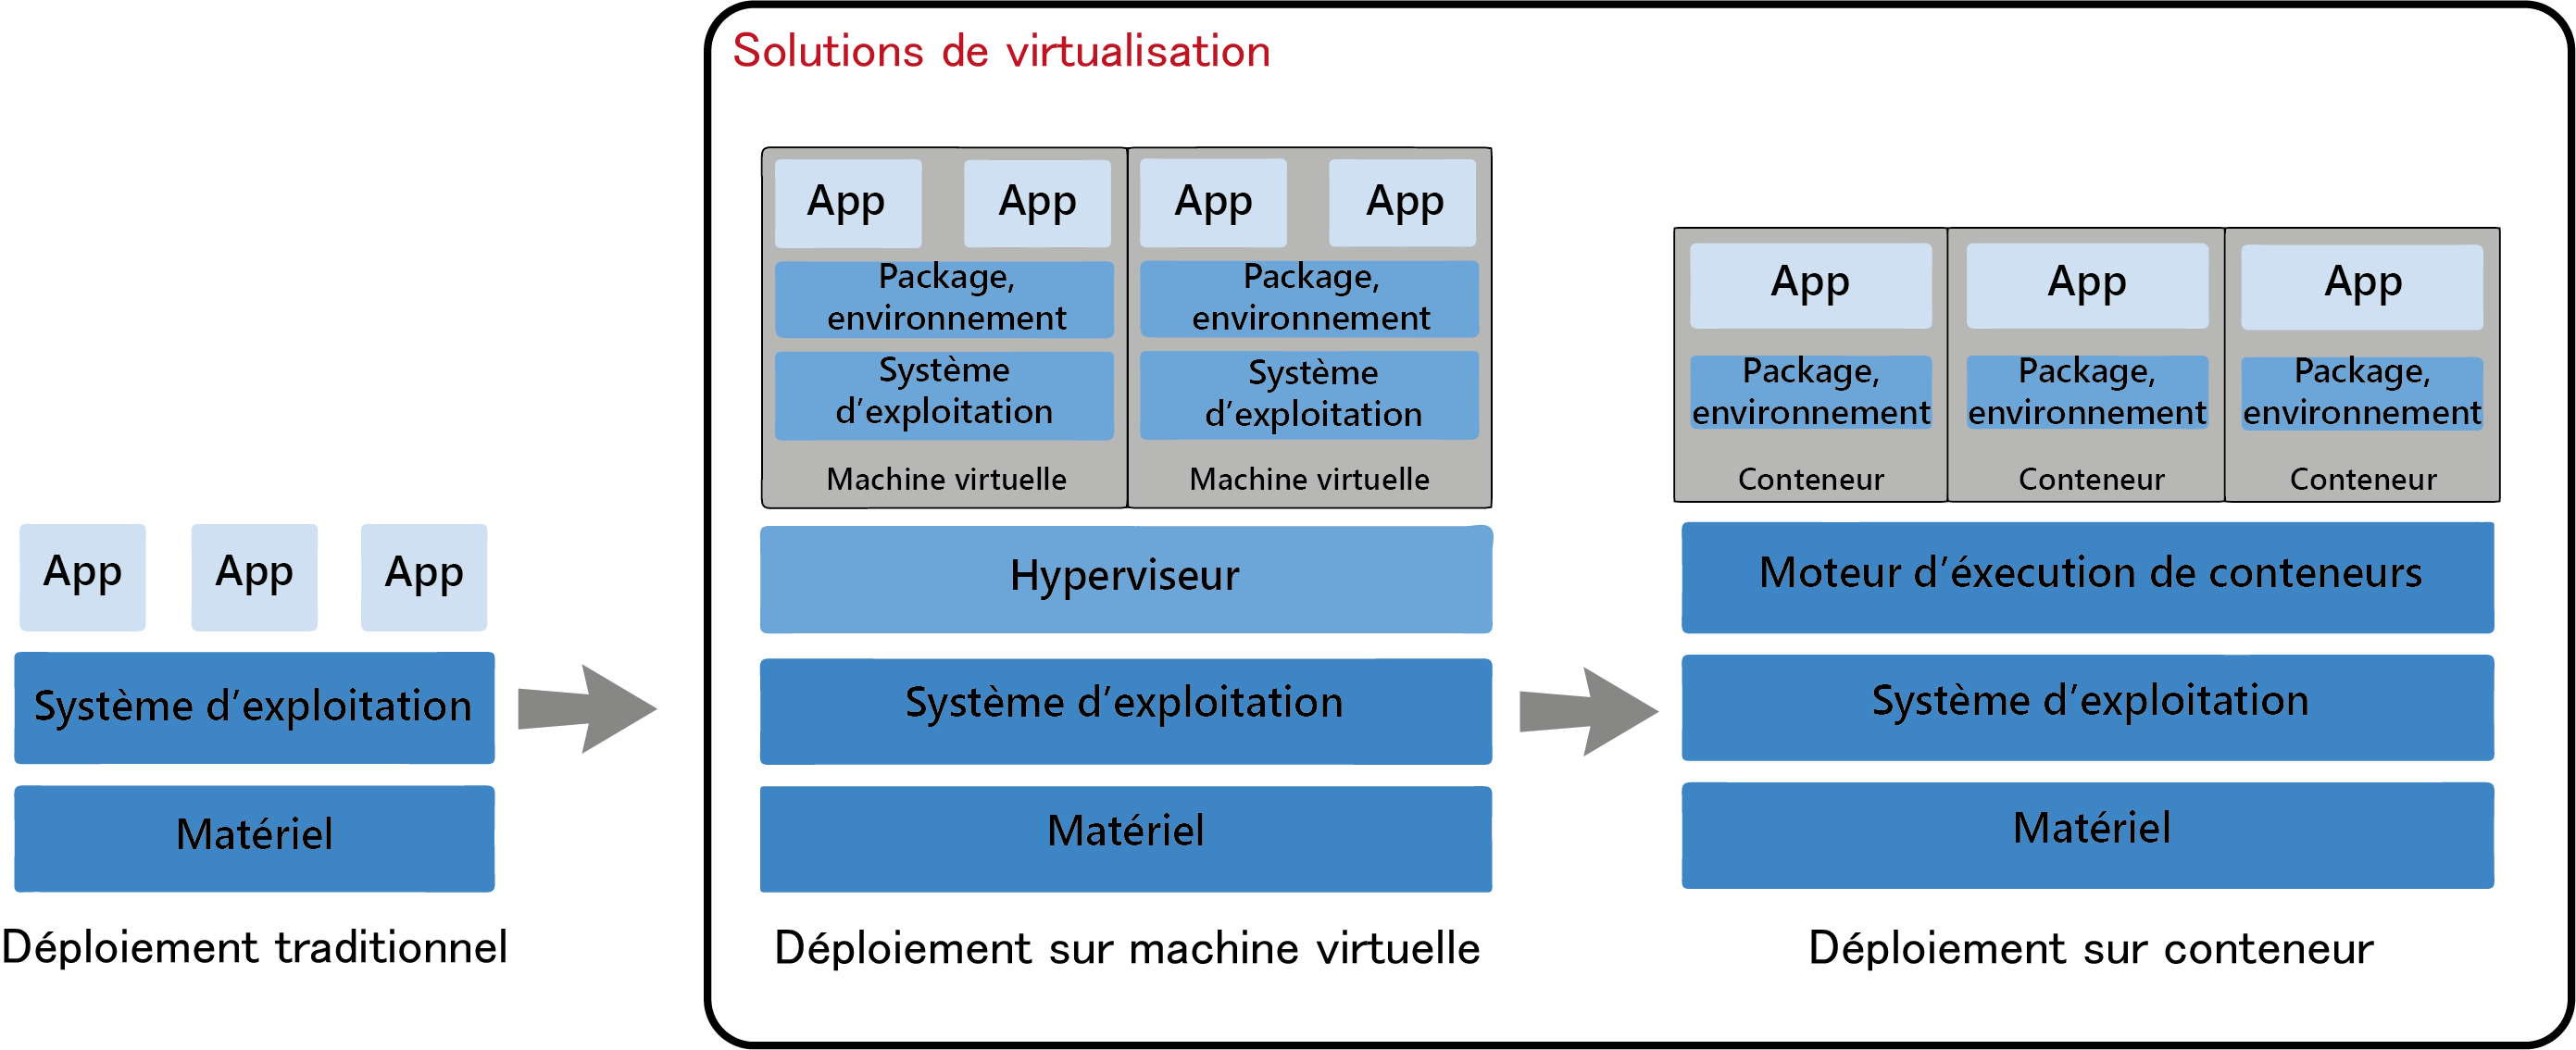 Solutions de virtualisation
App
App
App
Système d'exploitation
Matériel
Déploiement traditionnel
App
App
App
App
Package,
environnement
Package,
environnement
Système
d'exploitation
Système
d'exploitation
Machine virtuelle
Machine virtuelle
Hyperviseur
Système d'exploitation
Matériel
Déploiement sur machine virtuelle
App
App
App
Package,
environnement
Package,
environnement
Package,
environnement
Conteneur
Conteneur
Conteneur
Moteur d'éxecution de conteneurs
Système d'exploitation
Matériel
Déploiement sur conteneur